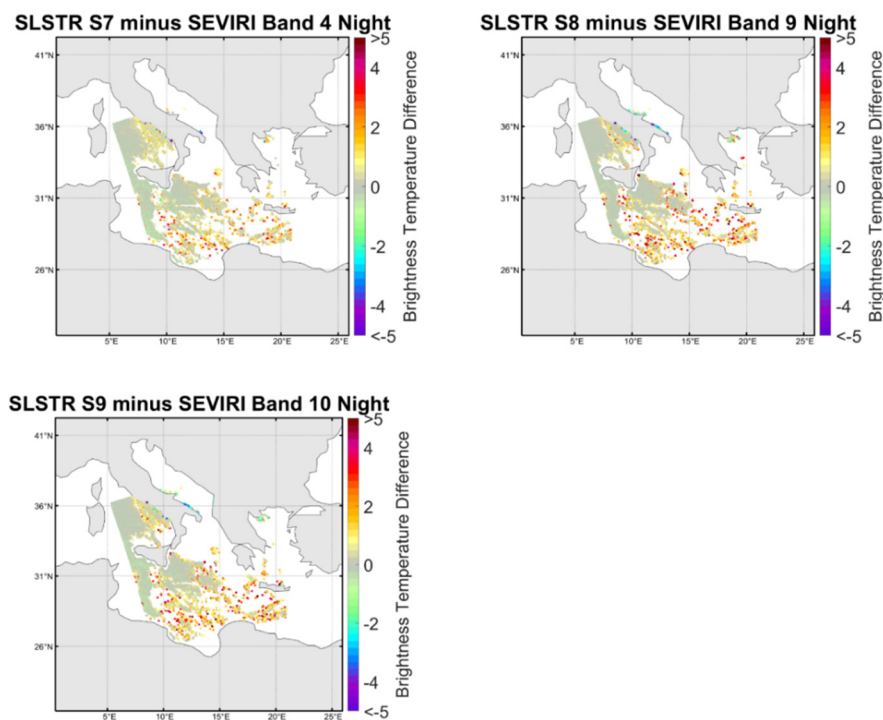 SLSTR S7 minus SEVIRI Band 4 Night
41°N
36°N
31°N
26°N
5°E 10°E 15°E 20°E 25°E
>5
4
2
0
-2
-4
<-5
Brightness Temperature Difference
SLSTR S8 minus SEVIRI Band 9 Night
41°N
36°N
31°N
26°N
5°E 10°E 15°E 20°E 25°E
>5
4
2
0
-2
-4
<-5
Brightness Temperature Difference
SLSTR S9 minus SEVIRI Band 10 Night
41°N
36°N
31°N
26°N
5°E 10°E 15°E 20°E 25°E
>5
4
2
0
-2
-4
<-5
Brightness Temperature Difference